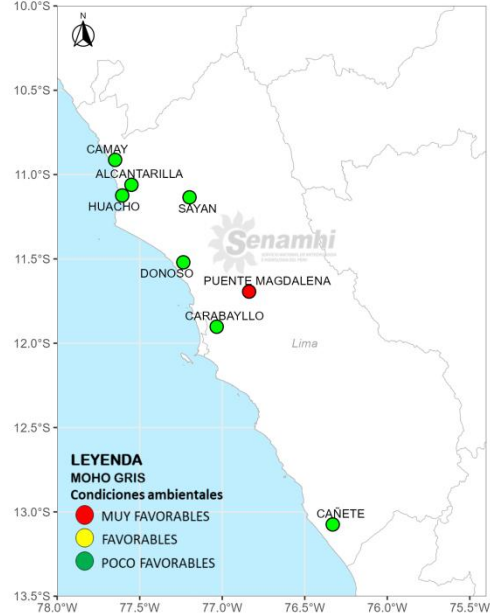 10.0°S
N
10.5°S
CAMAY
11.0°S
ALCANTARILLA
HUACHO
SAYAN
Senamhi
11.5°S
DONOSO
PUENTE MAGDALENA
CARABAYLLO
12.0°S
Lima
12.5°S
LEYENDA
MOHO GRIS
Condiciones ambientales
MUY FAVORABLES
FAVORABLES
POCO FAVORABLES
CAÑETE
13.0°S
13.5°S
78.0°W 77.5°W 77.0°W 76.5°W 76.0°W 75.5°W